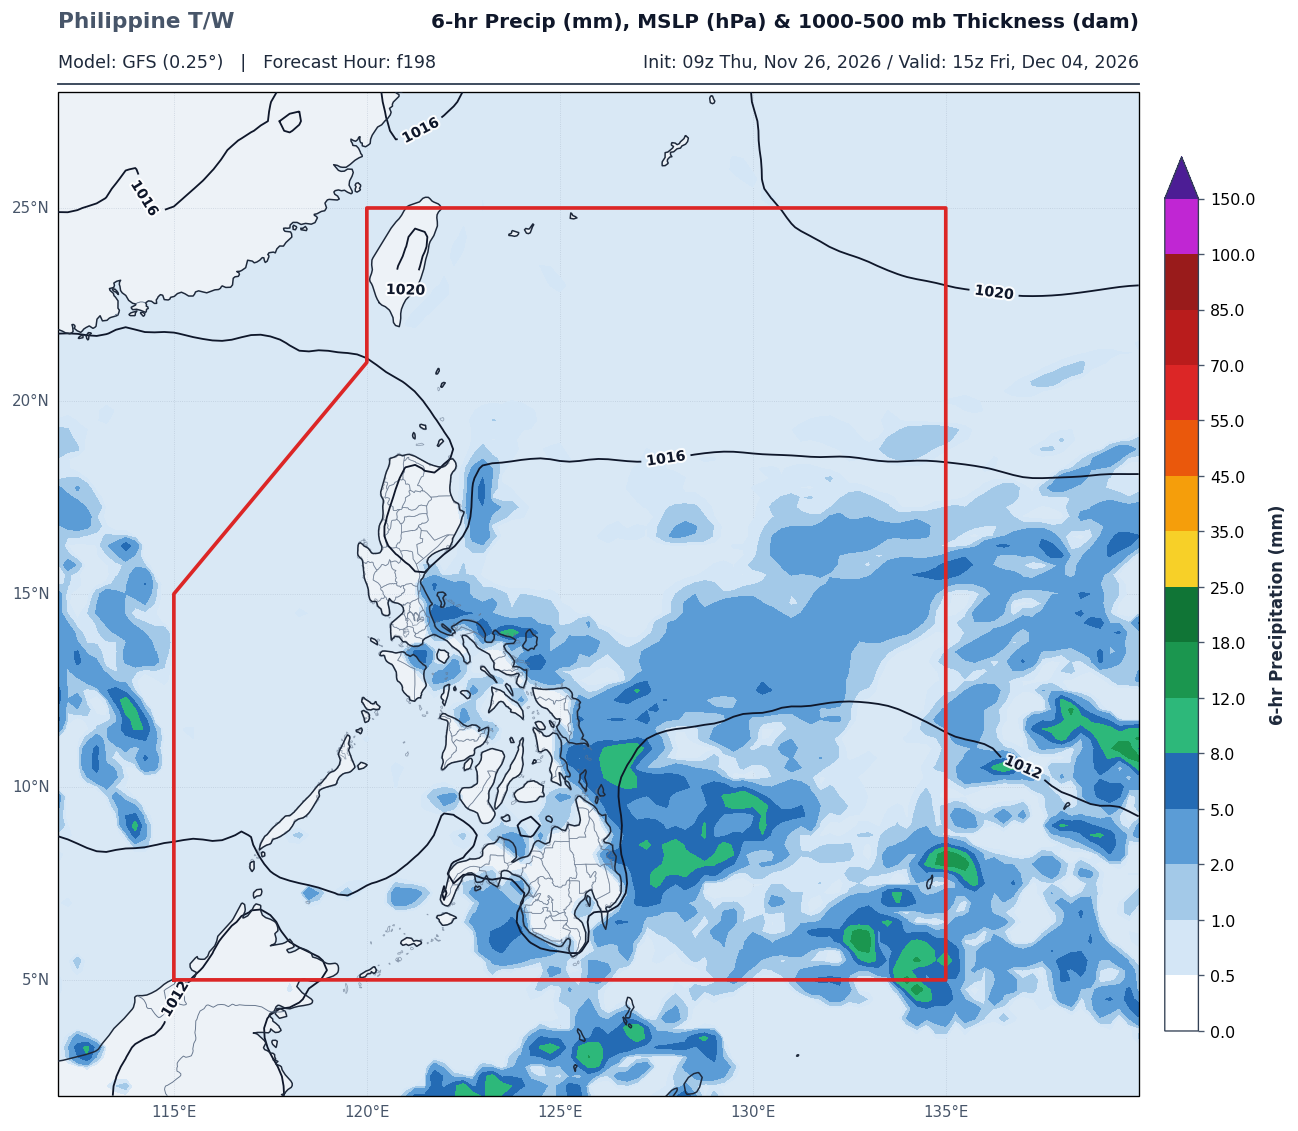 Philippine T/W
6-hr Precip (mm), MSLP (hPa) & 1000-500 mb Thickness (dam)
Model: GFS (0.25°) | Forecast Hour: f198
Init: 09z Thu, Nov 26, 2026 / Valid: 15z Fri, Dec 04, 2026
1016
1016
1020
1020
1016
1012
1012
25°N
20°N
15°N
10°N
5°N
115°E
120°E
125°E
130°E
135°E
150.0
100.0
85.0
70.0
55.0
45.0
35.0
25.0
18.0
12.0
8.0
5.0
2.0
1.0
0.5
0.0
6-hr Precipitation (mm)